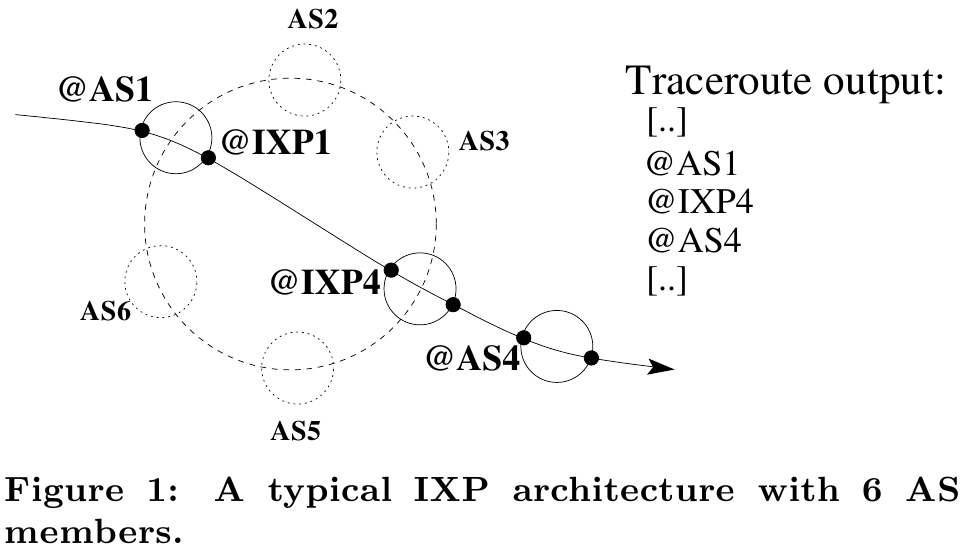 AS2
@AS1
@IXP1
AS3
@IXP4
AS6
@AS4
AS5
Traceroute output:
[..]
@AS1
@IXP4
@AS4
[..]
Figure 1: A typical IXP architecture with 6 AS
members.